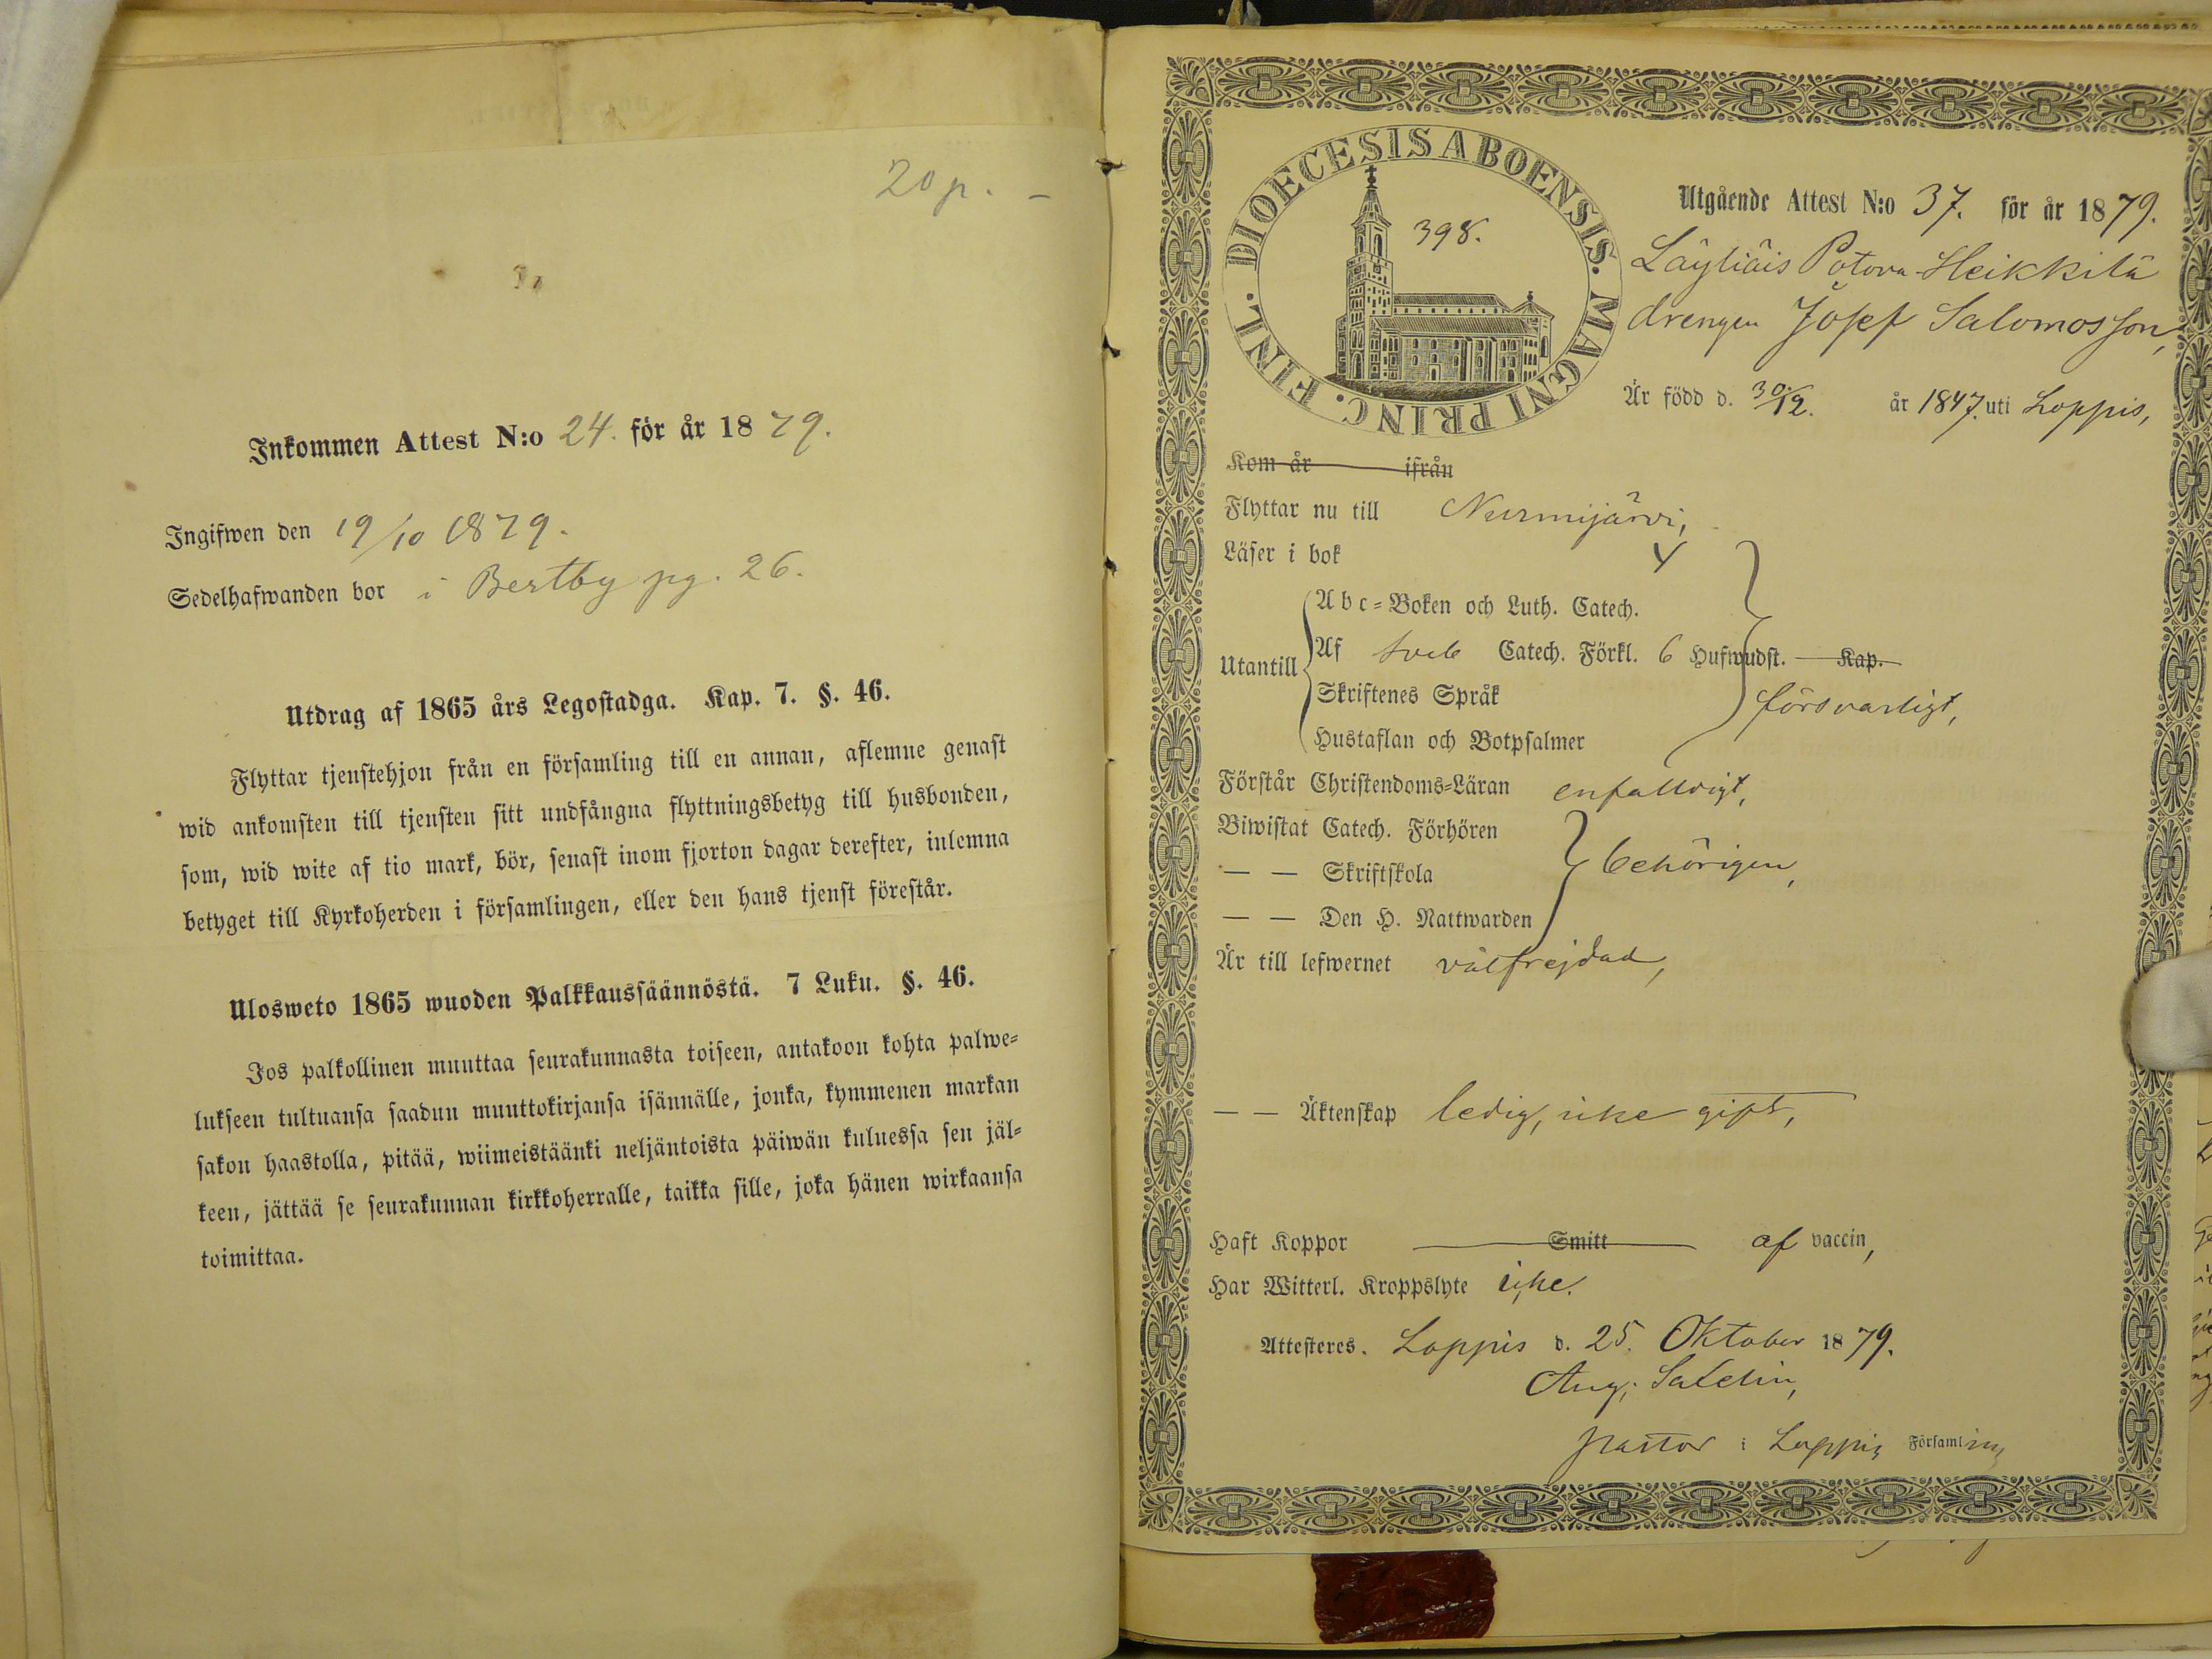 20 p. -
Inkommen Attest N:o 24. för år 1879.
Ingifwen den 19/10 1879.
Sedelhafwanden bor i Bertby pg. 26.
Utdrag af 1865 års Legostadga. Kap. 7. §. 46.
Flyttar tjenstehjon från en församling till en annan, aflemne genast
wid ankomsten till tjensten sitt undfångna flyttningsbetyg till husbonden,
som, wid wite af tio mark, bör, senast inom fjorton dagar derefter, inlemna
betyget till Kyrkoherden i församlingen, eller den hans tjenst förestår.
Ulosweto 1865 wuoden Palkkaussäännöstä. 7 Luku. §. 46.
Jos palkollinen muuttaa seurakunnasta toiseen, antakoon kohta palwe-
lukseen tultuansa saadun muuttokirjansa isännälle, jonka, kymmenen markan
sakon haastolla, pitää, wiimeistäänki neljäntoista päiwän kuluessa sen jäl-
keen, jättää se seurakunnan kirkkoherralle, taikka sille, joka hänen wirkaansa
toimittaa.
DIOECESIS ABOENSIS. MAGNI PRINC. FINL.
398.
Utgående Attest N:o 37. för år 1879.
Läyliäis Potova-Heikkilä
drengen Josef Salomosson,
Är född d. 30/12. år 1847. uti Loppis,
Kom år ifrån
Flyttar nu till Nurmijärvi,
Läser i bok
Utantill
Abc-Boken och Luth. Catech.
Af Sveb Catech. Förkl. 6 Hufwudst. Kap.
Skriftenes Språk försvarligt,
Hustaflan och Botpsalmer
Förstår Christendoms-Läran enfaldigt,
Biwistat Catech. Förhören
— — Skriftskola behörigen,
— — Den H. Nattwarden
Är till lefwernet välfrejdad,
— — Äktenskap ledig, icke gift,
Haft Koppor Smitt af vaccin,
Har Witterl. Kroppslyte icke.
Attesteres. Loppis d. 25. Oktober 1879.
Aug. Salelin,
pastor i Loppis Församling